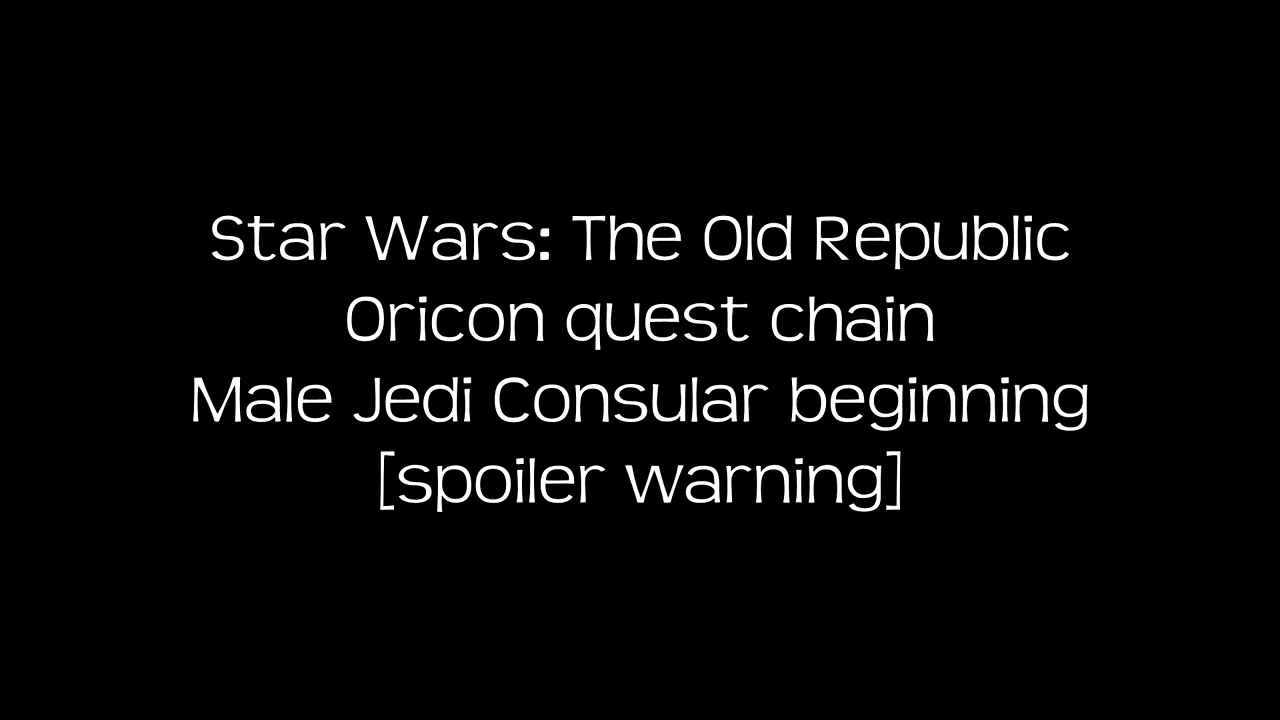 Star Wars: The Old Republic
Oricon quest chain
Male Jedi Consular beginning
[spoiler warning]